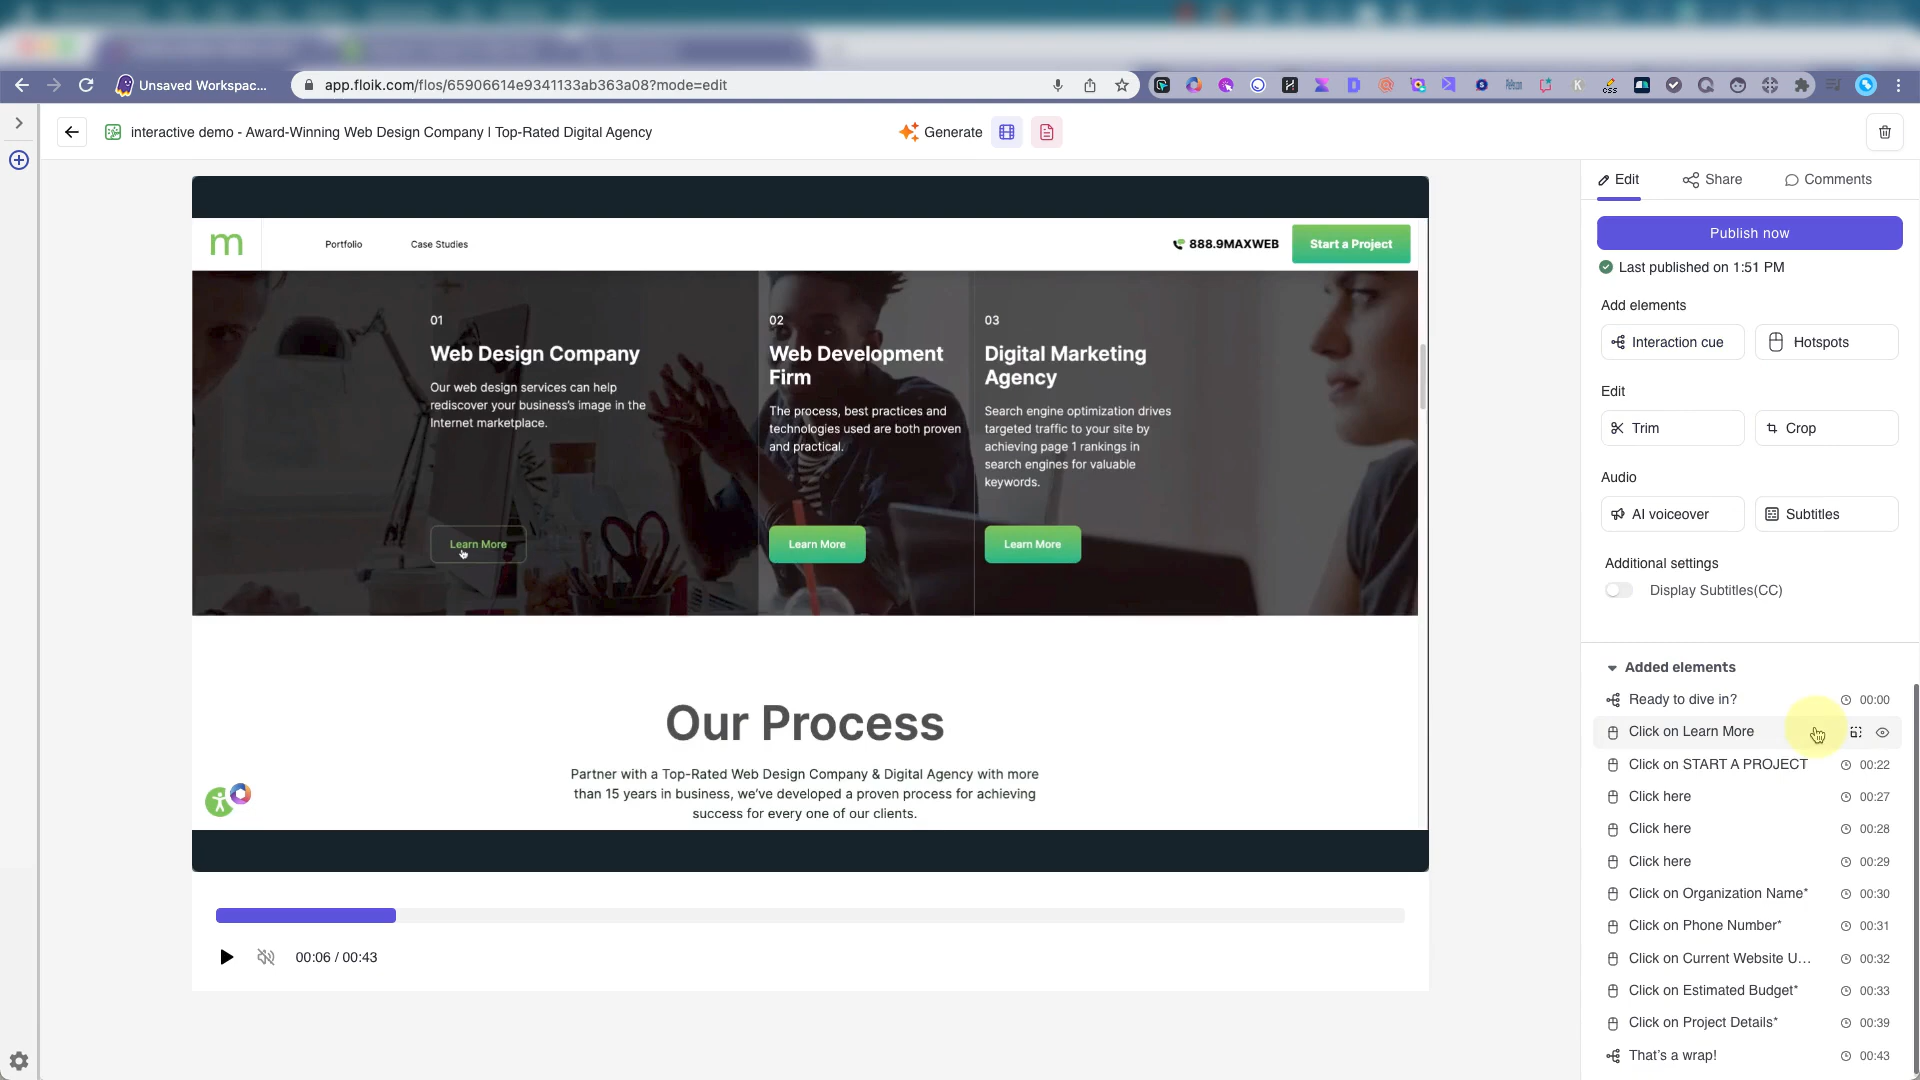 Unsaved Workspac...
app.floik.com/flos/65906614e9341133ab363a08?mode=edit
interactive demo - Award-Winning Web Design Company | Top-Rated Digital Agency
Generate
Edit
Share
Comments
Publish now
Last published on 1:51 PM
Add elements
Interaction cue
Hotspots
Edit
Trim
Crop
Audio
AI voiceover
Subtitles
Additional settings
Display Subtitles(CC)
Added elements
Ready to dive in? 00:00
Click on Learn More
Click on START A PROJECT 00:22
Click here 00:27
Click here 00:28
Click here 00:29
Click on Organization Name* 00:30
Click on Phone Number* 00:31
Click on Current Website U... 00:32
Click on Estimated Budget* 00:33
Click on Project Details* 00:39
That's a wrap! 00:43
m
Portfolio
Case Studies
888.9MAXWEB
Start a Project
01
Web Design Company
Our web design services can help
rediscover your business's image in the
Internet marketplace.
Learn More
02
Web Development
Firm
The process, best practices and
technologies used are both proven
and practical.
Learn More
03
Digital Marketing
Agency
Search engine optimization drives
targeted traffic to your site by
achieving page 1 rankings in
search engines for valuable
keywords.
Learn More
Our Process
Partner with a Top-Rated Web Design Company & Digital Agency with more
than 15 years in business, we've developed a proven process for achieving
success for every one of our clients.
00:06 / 00:43